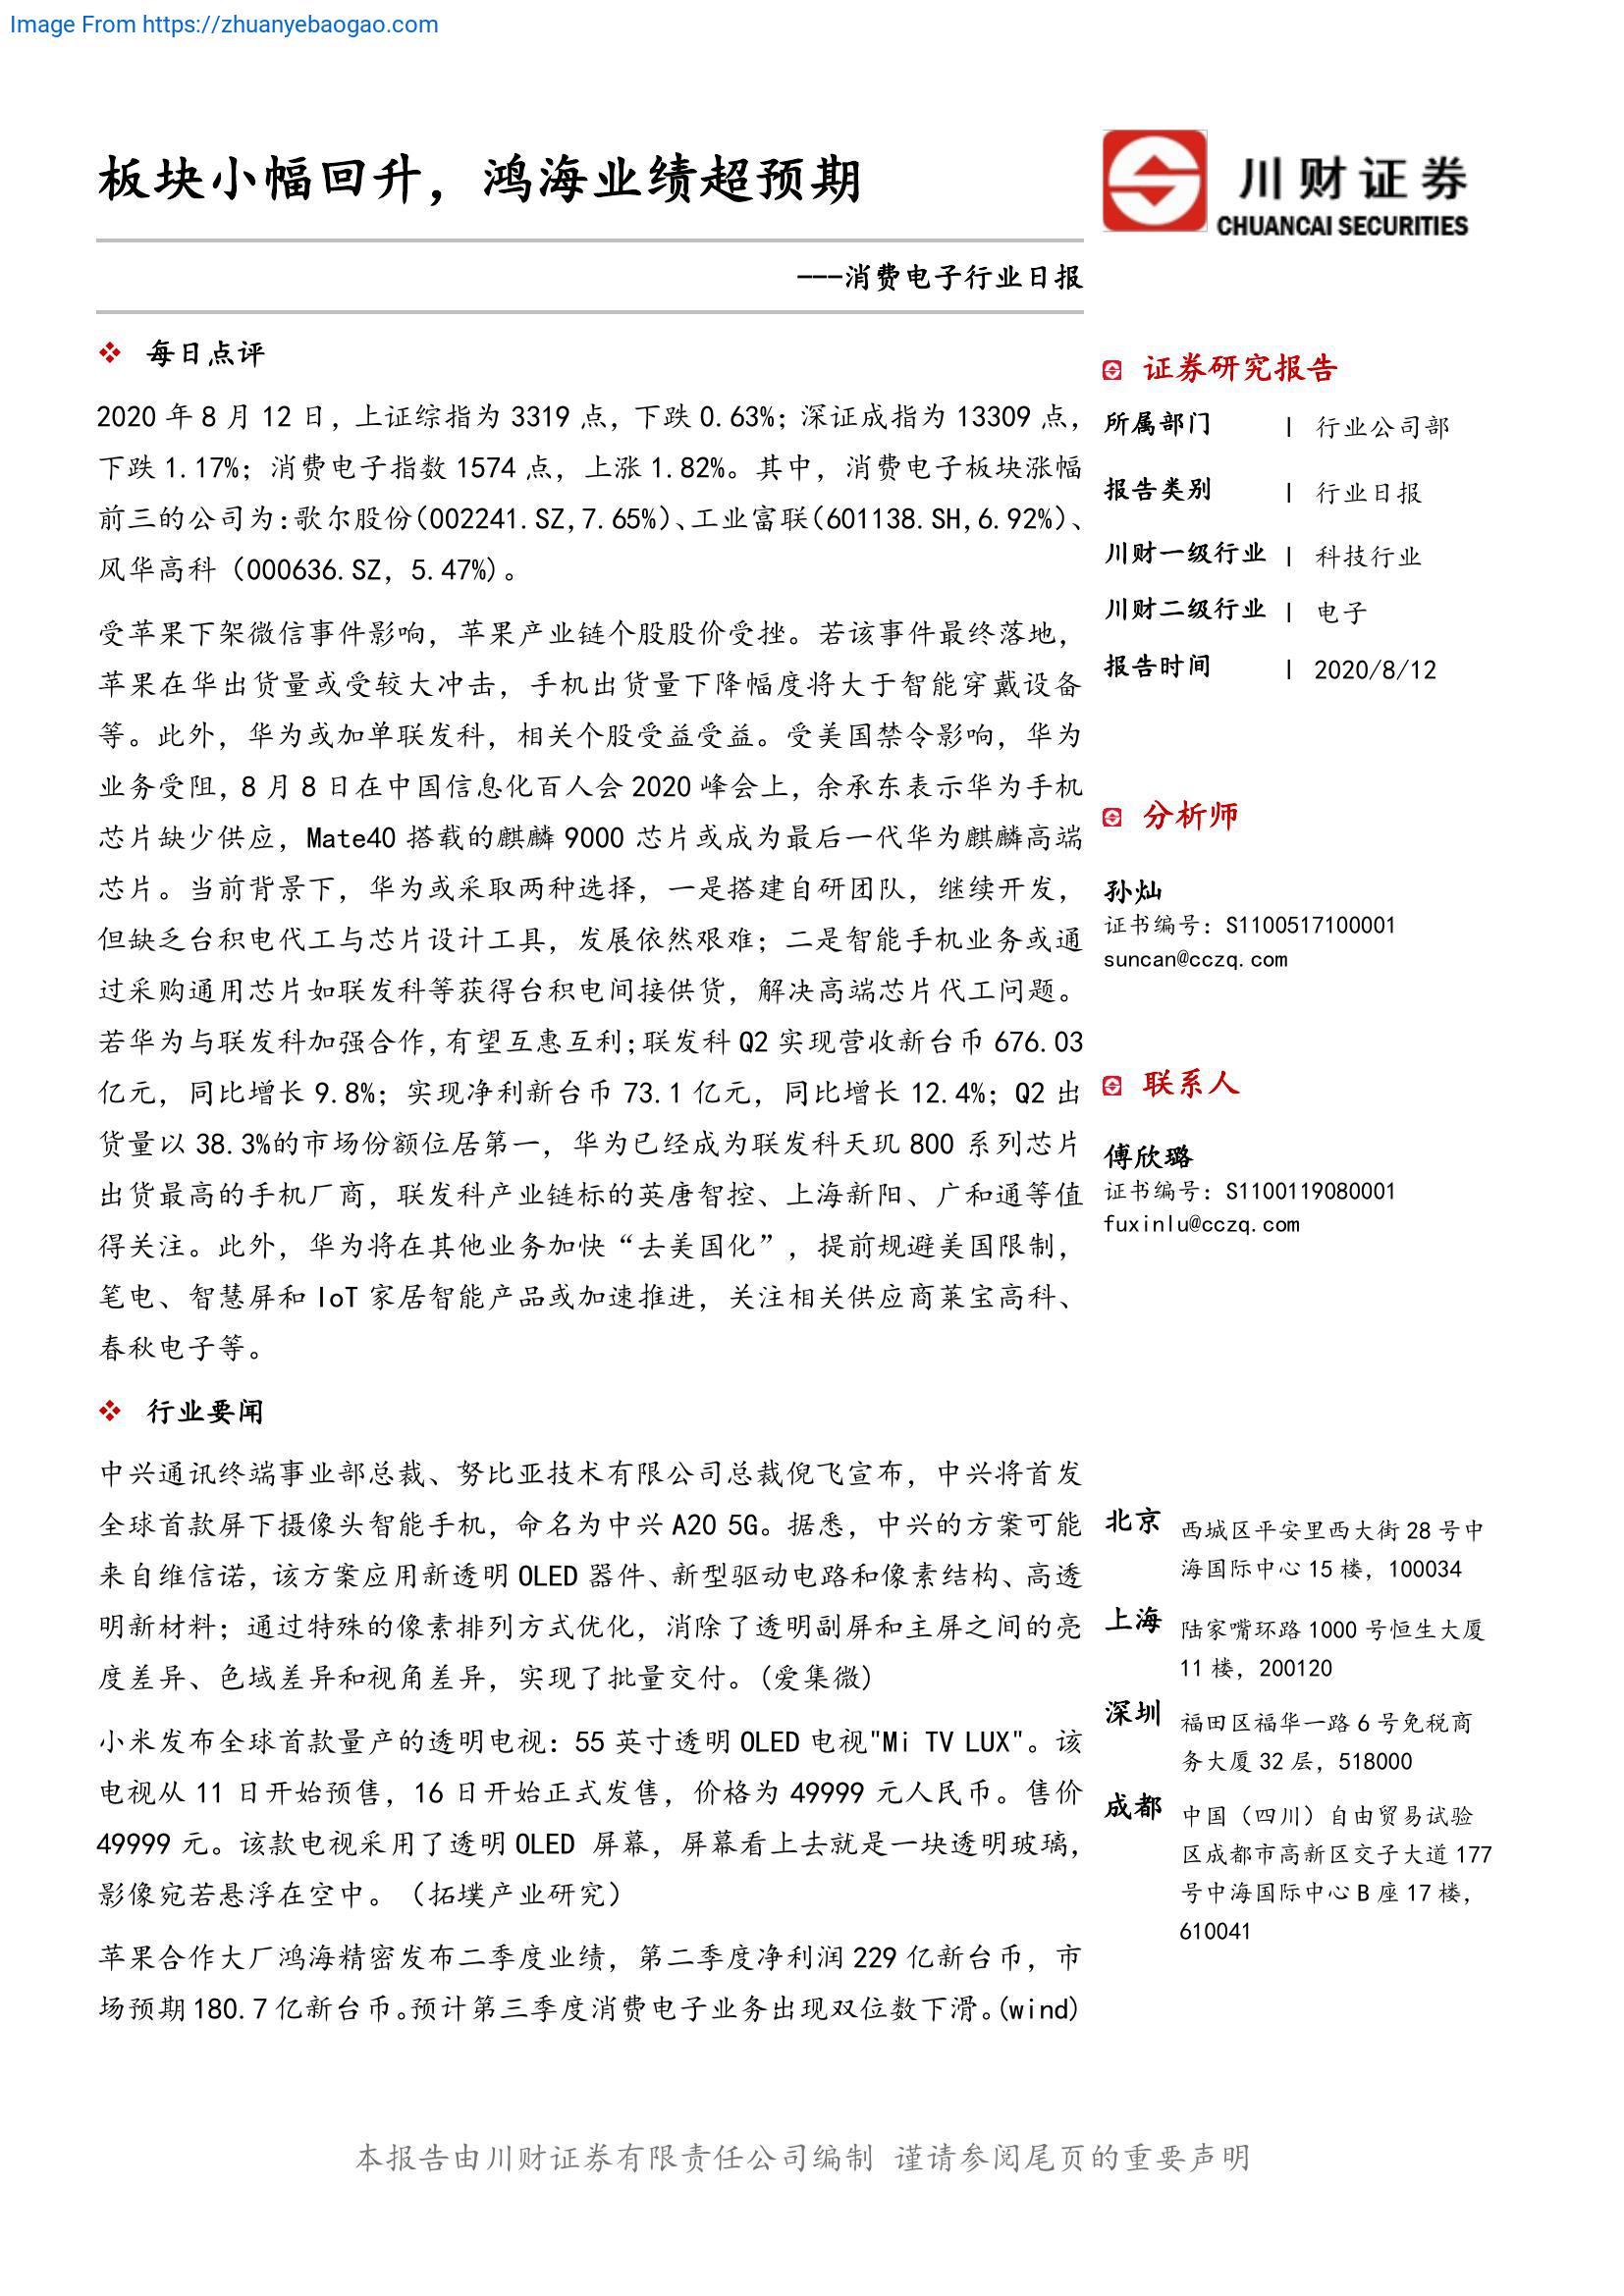 Image From https://zhuanyebaogao.com
板块小幅回升，鸿海业绩超预期
---消费电子行业日报
川财证券
CHUANCAI SECURITIES
每日点评
2020 年 8 月 12 日，上证综指为 3319 点，下跌 0.63%；深证成指为 13309 点，
下跌 1.17%；消费电子指数 1574 点，上涨 1.82%。其中，消费电子板块涨幅
前三的公司为：歌尔股份（002241.SZ,7.65%）、工业富联（601138.SH,6.92%）、
风华高科（000636.SZ，5.47%）。
受苹果下架微信事件影响，苹果产业链个股股价受挫。若该事件最终落地，
苹果在华出货量或受较大冲击，手机出货量下降幅度将大于智能穿戴设备
等。此外，华为或加单联发科，相关个股受益受益。受美国禁令影响，华为
业务受阻，8 月 8 日在中国信息化百人会 2020 峰会上，余承东表示华为手机
芯片缺少供应，Mate40 搭载的麒麟 9000 芯片或成为最后一代华为麒麟高端
芯片。当前背景下，华为或采取两种选择，一是搭建自研团队，继续开发，
但缺乏台积电代工与芯片设计工具，发展依然艰难；二是智能手机业务或通
过采购通用芯片如联发科等获得台积电间接供货，解决高端芯片代工问题。
若华为与联发科加强合作，有望互惠互利；联发科 Q2 实现营收新台币 676.03
亿元，同比增长 9.8%；实现净利新台币 73.1 亿元，同比增长 12.4%；Q2 出
货量以 38.3%的市场份额位居第一，华为已经成为联发科天玑 800 系列芯片
出货最高的手机厂商，联发科产业链标的英唐智控、上海新阳、广和通等值
得关注。此外，华为将在其他业务加快“去美国化”，提前规避美国限制，
笔电、智慧屏和 IoT 家居智能产品或加速推进，关注相关供应商莱宝高科、
春秋电子等。
行业要闻
中兴通讯终端事业部总裁、努比亚技术有限公司总裁倪飞宣布，中兴将首发
全球首款屏下摄像头智能手机，命名为中兴 A20 5G。据悉，中兴的方案可能
来自维信诺，该方案应用新透明 OLED 器件、新型驱动电路和像素结构、高透
明新材料；通过特殊的像素排列方式优化，消除了透明副屏和主屏之间的亮
度差异、色域差异和视角差异，实现了批量交付。(爱集微)
小米发布全球首款量产的透明电视：55 英寸透明 OLED 电视"Mi TV LUX"。该
电视从 11 日开始预售，16 日开始正式发售，价格为 49999 元人民币。售价
49999 元。该款电视采用了透明 OLED 屏幕，屏幕看上去就是一块透明玻璃，
影像宛若悬浮在空中。（拓墣产业研究）
苹果合作大厂鸿海精密发布二季度业绩，第二季度净利润 229 亿新台币，市
场预期 180.7 亿新台币。预计第三季度消费电子业务出现双位数下滑。(wind)
证券研究报告
所属部门 | 行业公司部
报告类别 | 行业日报
川财一级行业 | 科技行业
川财二级行业 | 电子
报告时间 | 2020/8/12
分析师
孙灿
证书编号：S1100517100001
suncan@cczq.com
联系人
傅欣璐
证书编号：S1100119080001
fuxinlu@cczq.com
北京 西城区平安里西大街 28 号中
海国际中心 15 楼，100034
上海 陆家嘴环路 1000 号恒生大厦
11 楼，200120
深圳 福田区福华一路 6 号免税商
务大厦 32 层，518000
成都 中国（四川）自由贸易试验
区成都市高新区交子大道 177
号中海国际中心 B 座 17 楼，
610041
本报告由川财证券有限责任公司编制 谨请参阅尾页的重要声明